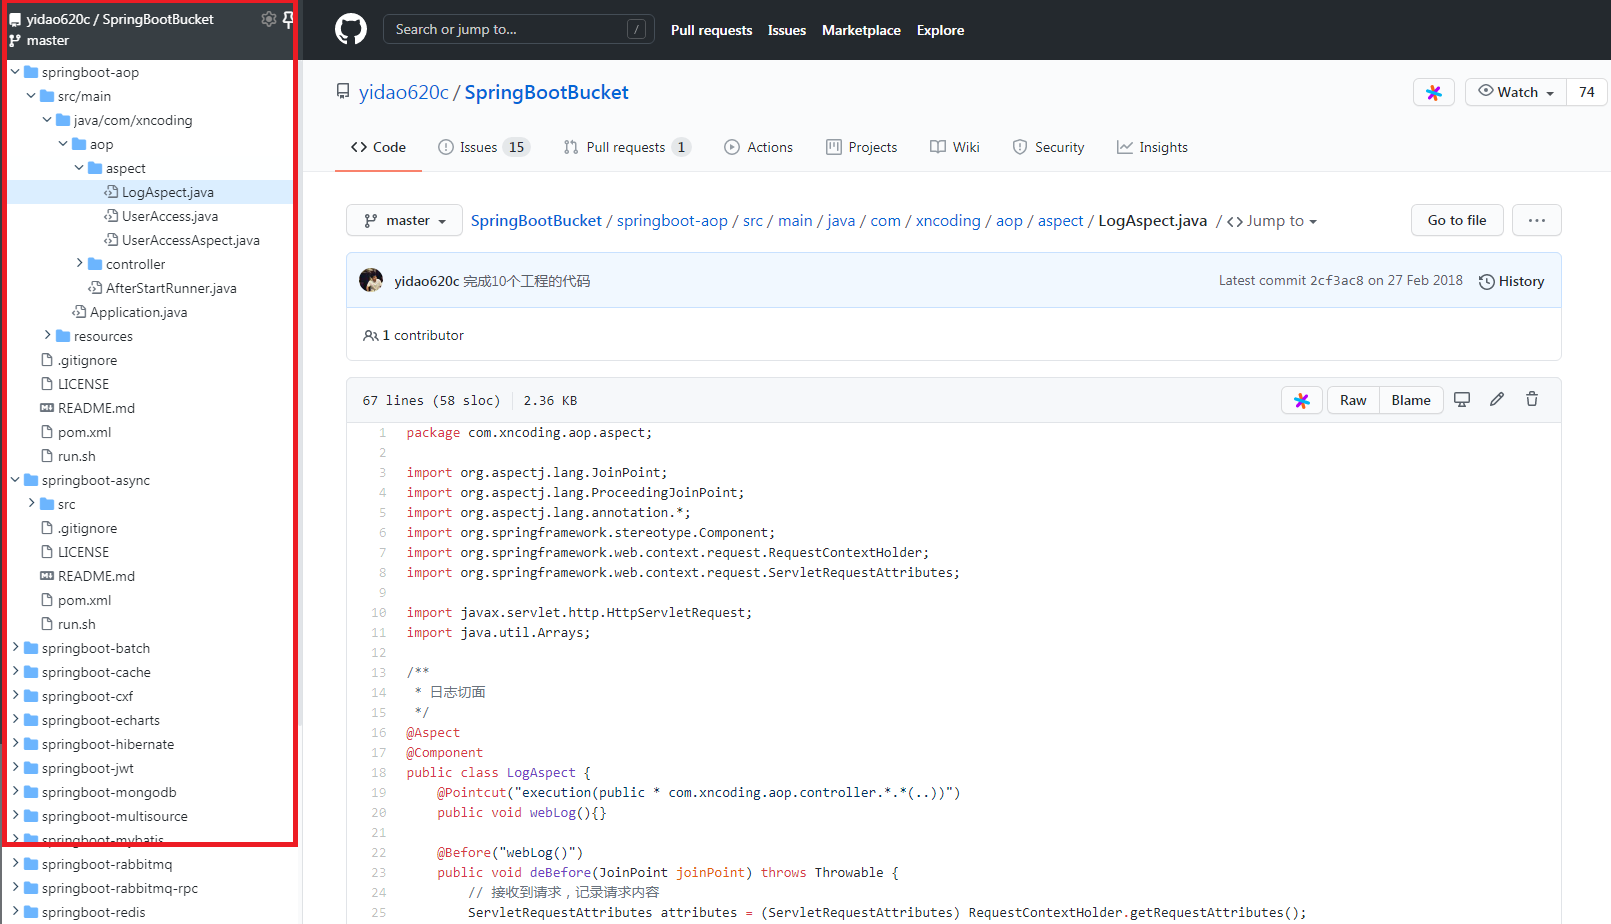 yidao620c / SpringBootBucket
master
springboot-aop
src/main
java/com/xncoding
aop
aspect
LogAspect.java
UserAccess.java
UserAccessAspect.java
controller
AfterStartRunner.java
Application.java
resources
.gitignore
LICENSE
README.md
pom.xml
run.sh
springboot-async
src
.gitignore
LICENSE
README.md
pom.xml
run.sh
springboot-batch
springboot-cache
springboot-cxf
springboot-echarts
springboot-hibernate
springboot-jwt
springboot-mongodb
springboot-multisource
springboot-mybatis
springboot-rabbitmq
springboot-rabbitmq-rpc
springboot-redis
Search or jump to... / Pull requests Issues Marketplace Explore
yidao620c / SpringBootBucket Watch 74
Code Issues 15 Pull requests 1 Actions Projects Wiki Security Insights
master SpringBootBucket / springboot-aop / src / main / java / com / xncoding / aop / aspect / LogAspect.java / <> Jump to Go to file ...
yidao620c 完成10个工程的代码 Latest commit 2cf3ac8 on 27 Feb 2018 History
1 contributor
67 lines (58 sloc) 2.36 KB Raw Blame
1 package com.xncoding.aop.aspect;
2
3 import org.aspectj.lang.JoinPoint;
4 import org.aspectj.lang.ProceedingJoinPoint;
5 import org.aspectj.lang.annotation.*;
6 import org.springframework.stereotype.Component;
7 import org.springframework.web.context.request.RequestContextHolder;
8 import org.springframework.web.context.request.ServletRequestAttributes;
9
10 import javax.servlet.http.HttpServletRequest;
11 import java.util.Arrays;
12
13 /**
14 * 日志切面
15 */
16 @Aspect
17 @Component
18 public class LogAspect {
19 @Pointcut("execution(public * com.xncoding.aop.controller.*.*(..))")
20 public void webLog(){}
21
22 @Before("webLog()")
23 public void deBefore(JoinPoint joinPoint) throws Throwable {
24 // 接收到请求，记录请求内容
25 ServletRequestAttributes attributes = (ServletRequestAttributes) RequestContextHolder.getRequestAttributes();